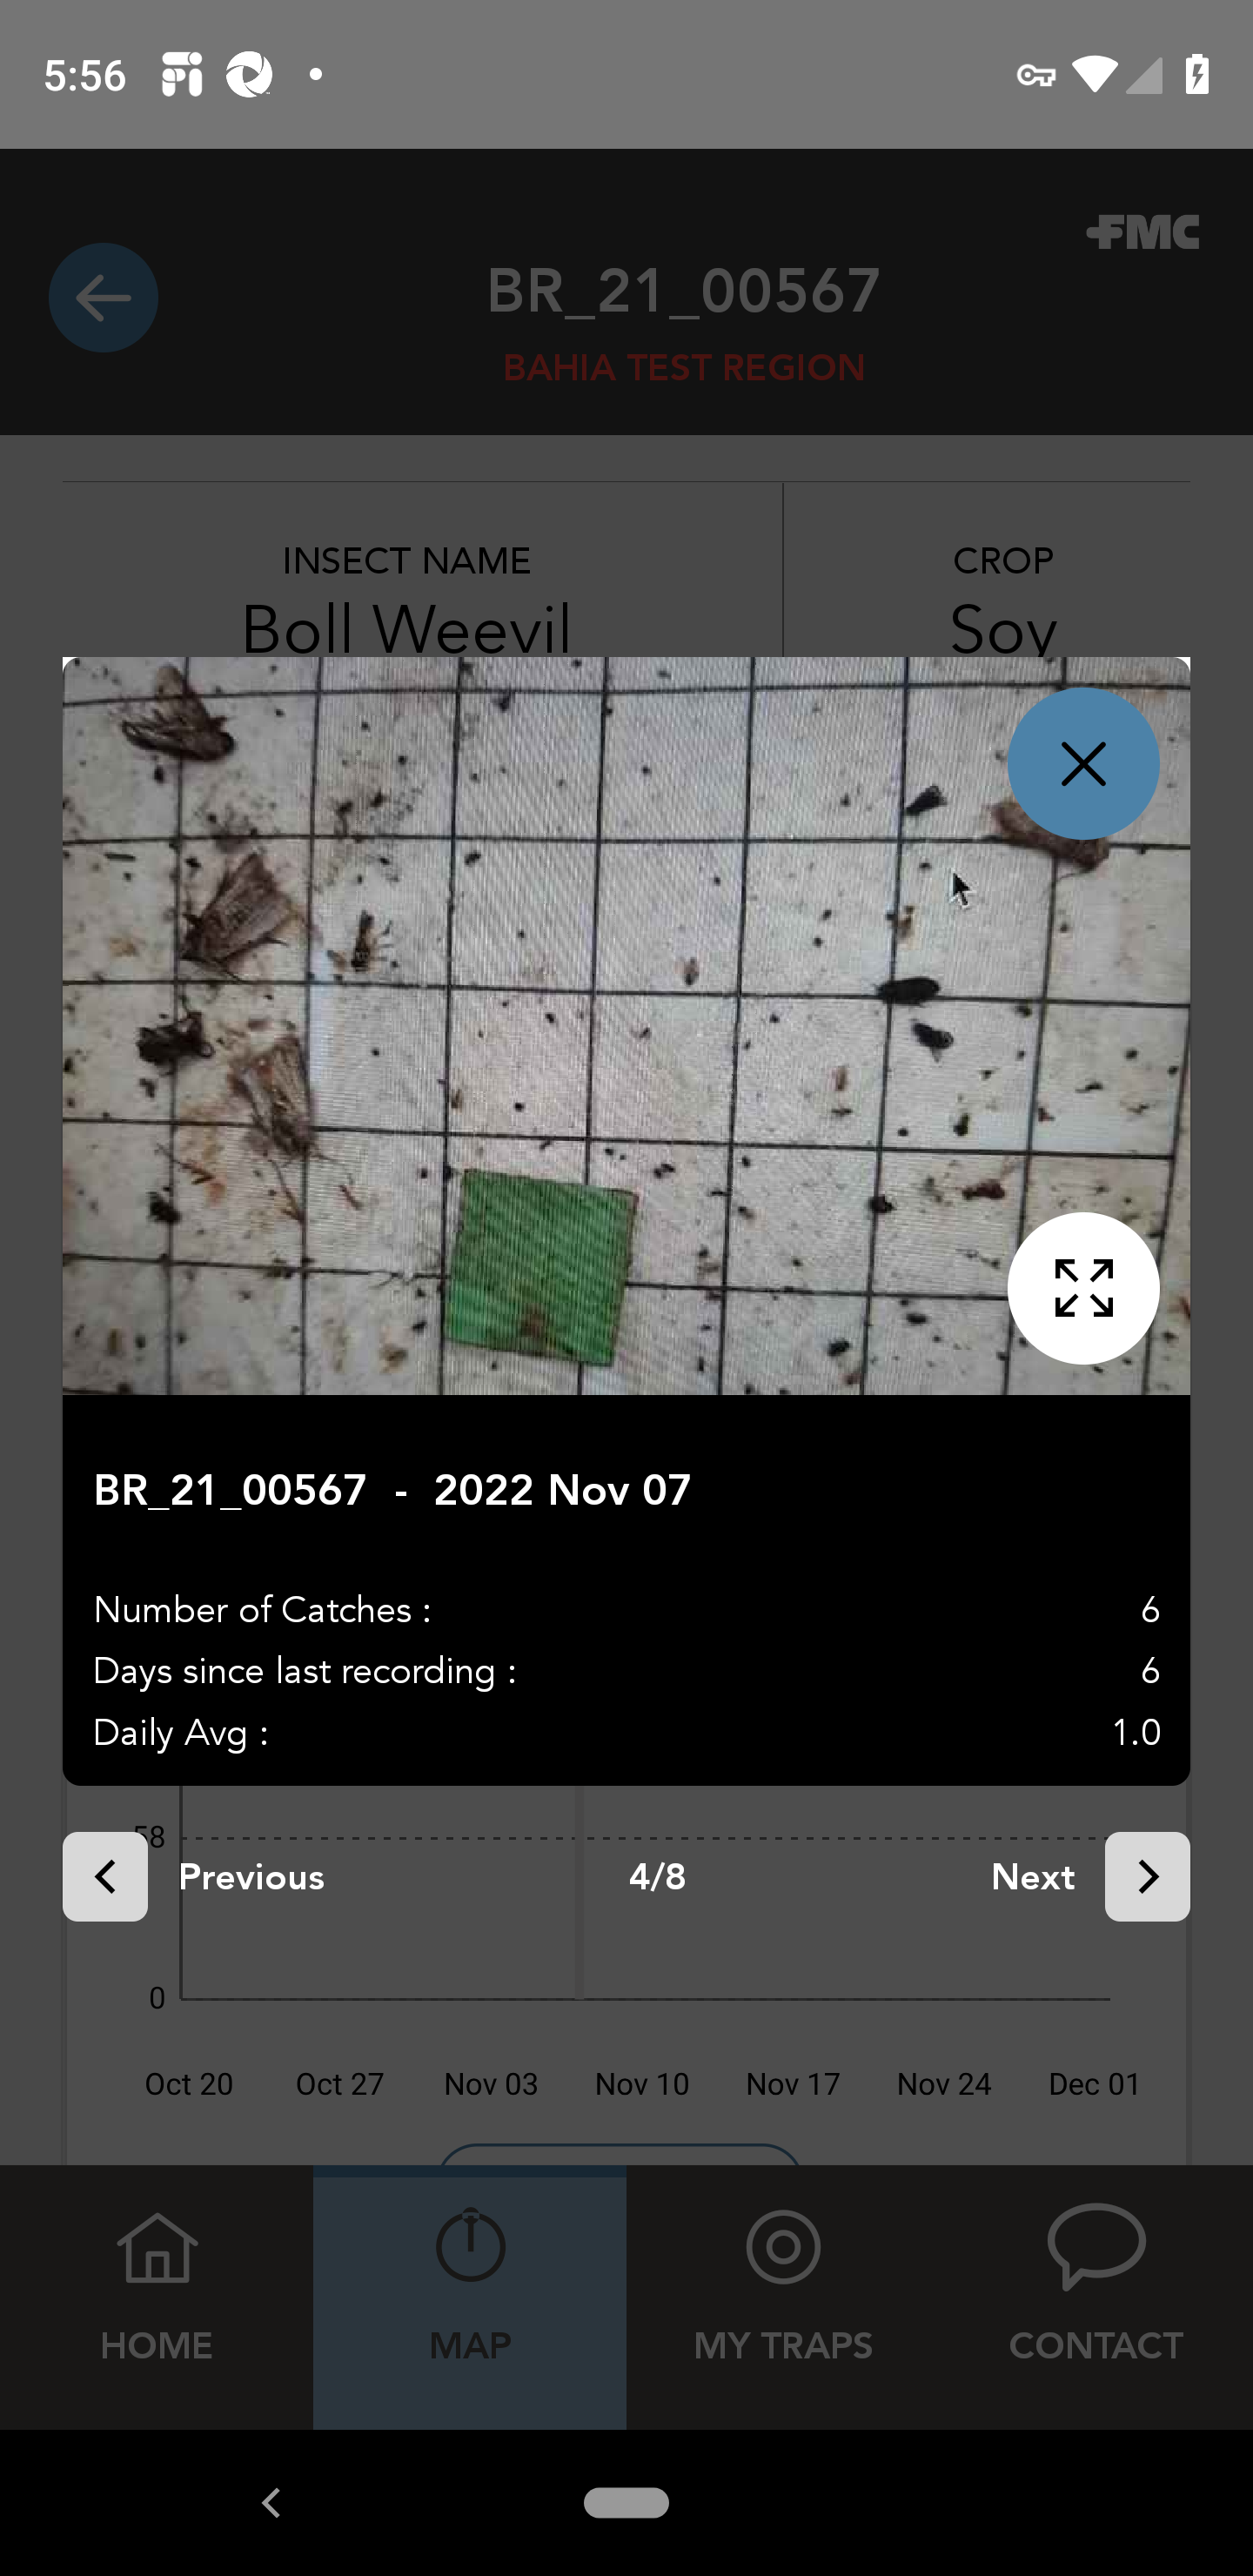 5:56
FMC
BR_21_00567
BAHIA TEST REGION
INSECT NAME
CROP
Boll Weevil
Soy
BR_21_00567 - 2022 Nov 07
Number of Catches : 6
Days since last recording : 6
Daily Avg : 1.0
58
Previous
4/8
Next
0
Oct 20 Oct 27 Nov 03 Nov 10 Nov 17 Nov 24 Dec 01
HOME MAP MY TRAPS CONTACT